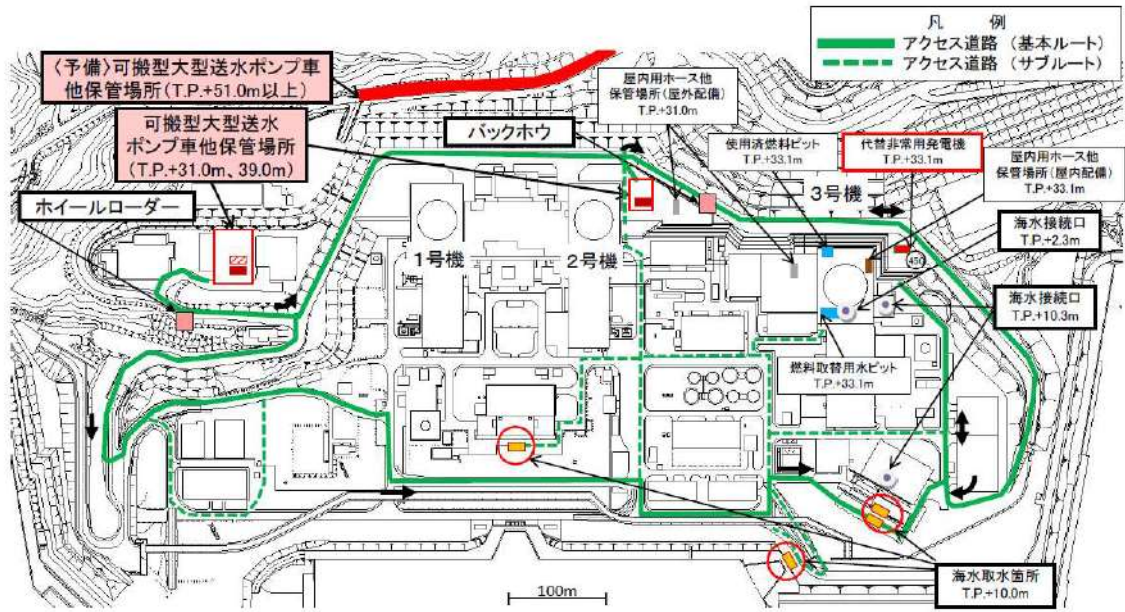 凡　例
アクセス道路（基本ルート）
アクセス道路（サブルート）
〈予備〉可搬型大型送水ポンプ車
他保管場所（T.P.+51.0m以上）
可搬型大型送水
ポンプ車他保管場所
（T.P.+31.0m、39.0m）
バックホウ
ホイールローダー
屋内用ホース他
保管場所（屋外配備）
T.P.+31.0m
使用済燃料ピット
T.P.+33.1m
代替非常用発電機
T.P.+33.1m
屋内用ホース他
保管場所（屋内配備）
T.P.+33.1m
3号機
海水接続口
T.P.+2.3m
450
1号機
2号機
海水接続口
T.P.+10.3m
燃料取替用水ピット
T.P.+33.1m
海水取水箇所
T.P.+10.0m
100m